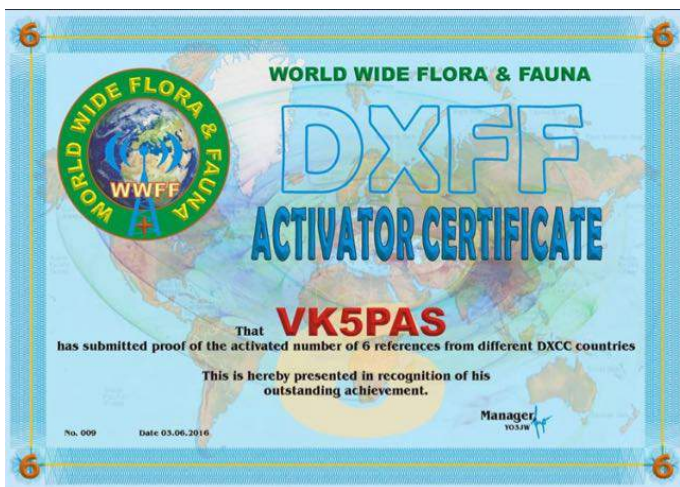 6 6
WORLD WIDE FLORA & FAUNA
WWFF
WORLD WIDE FLORA & FAUNA
DXFF
ACTIVATOR CERTIFICATE
That VK5PAS
has submitted proof of the activated number of 6 references from different DXCC countries
This is hereby presented in recognition of his
outstanding achievement.
6
Manager
YO3JW
No. 009 Date 03.06.2016
6 6